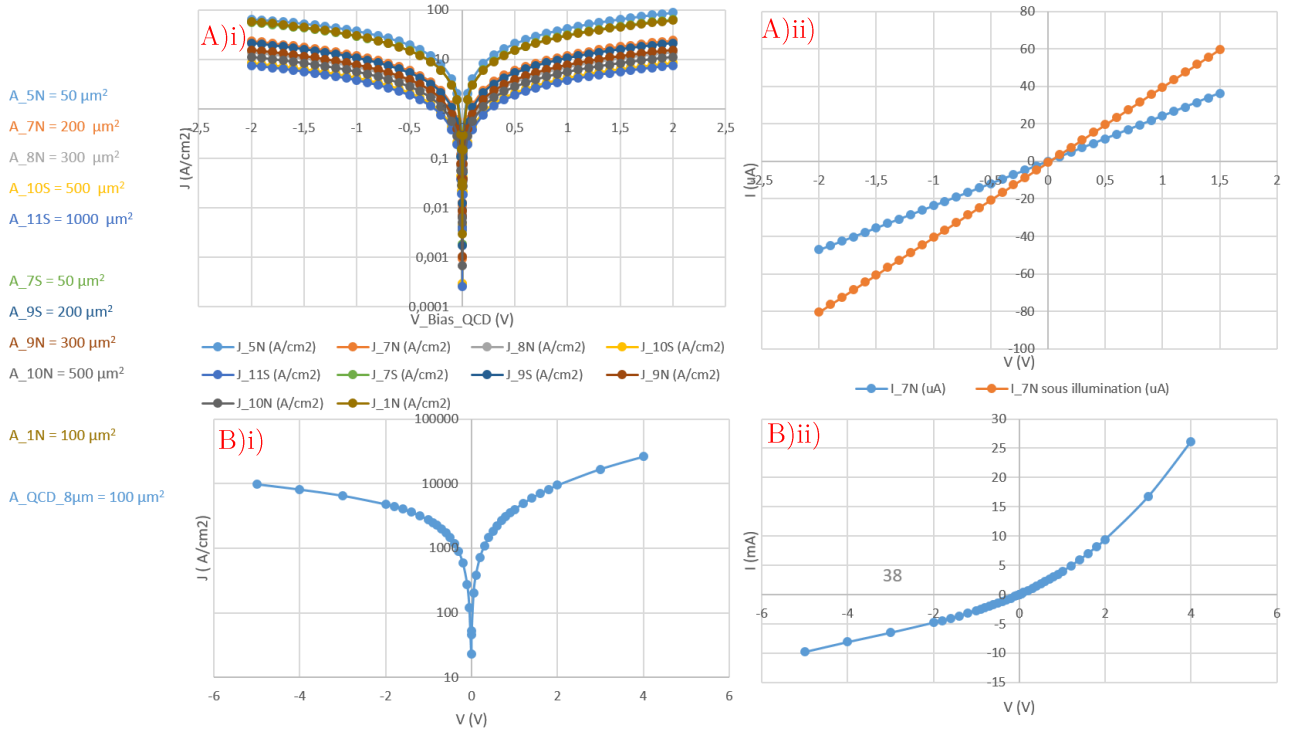 A_5N = 50 µm²
A_7N = 200 µm²
A_8N = 300 µm²
A_10S = 500 µm²
A_11S = 1000 µm²
A_7S = 50 µm²
A_9S = 200 µm²
A_9N = 300 µm²
A_10N = 500 µm²
A_1N = 100 µm²
A_QCD_8µm = 100 µm²
A)i)
J (A/cm2)
100
10
0,1
0,01
0,001
0,0001
-2,5 -2 -1,5 -1 -0,5 0 0,5 1 1,5 2 2,5
V_Bias_QCD (V)
J_5N (A/cm2) J_7N (A/cm2) J_8N (A/cm2) J_10S (A/cm2)
J_11S (A/cm2) J_7S (A/cm2) J_9S (A/cm2) J_9N (A/cm2)
J_10N (A/cm2) J_1N (A/cm2)
A)ii)
I (uA)
80
60
40
20
0
-20
-40
-60
-80
-100
-2,5 -2 -1,5 -1 -0,5 0 0,5 1 1,5 2
V (V)
I_7N (uA) I_7N sous illumination (uA)
B)i)
J ( A/cm2)
100000
10000
1000
100
10
-6 -4 -2 0 2 4 6
V (V)
B)ii)
I (mA)
30
25
20
15
10
5
0
-5
-10
-15
-6 -4 -2 0 2 4 6
V (V)
38